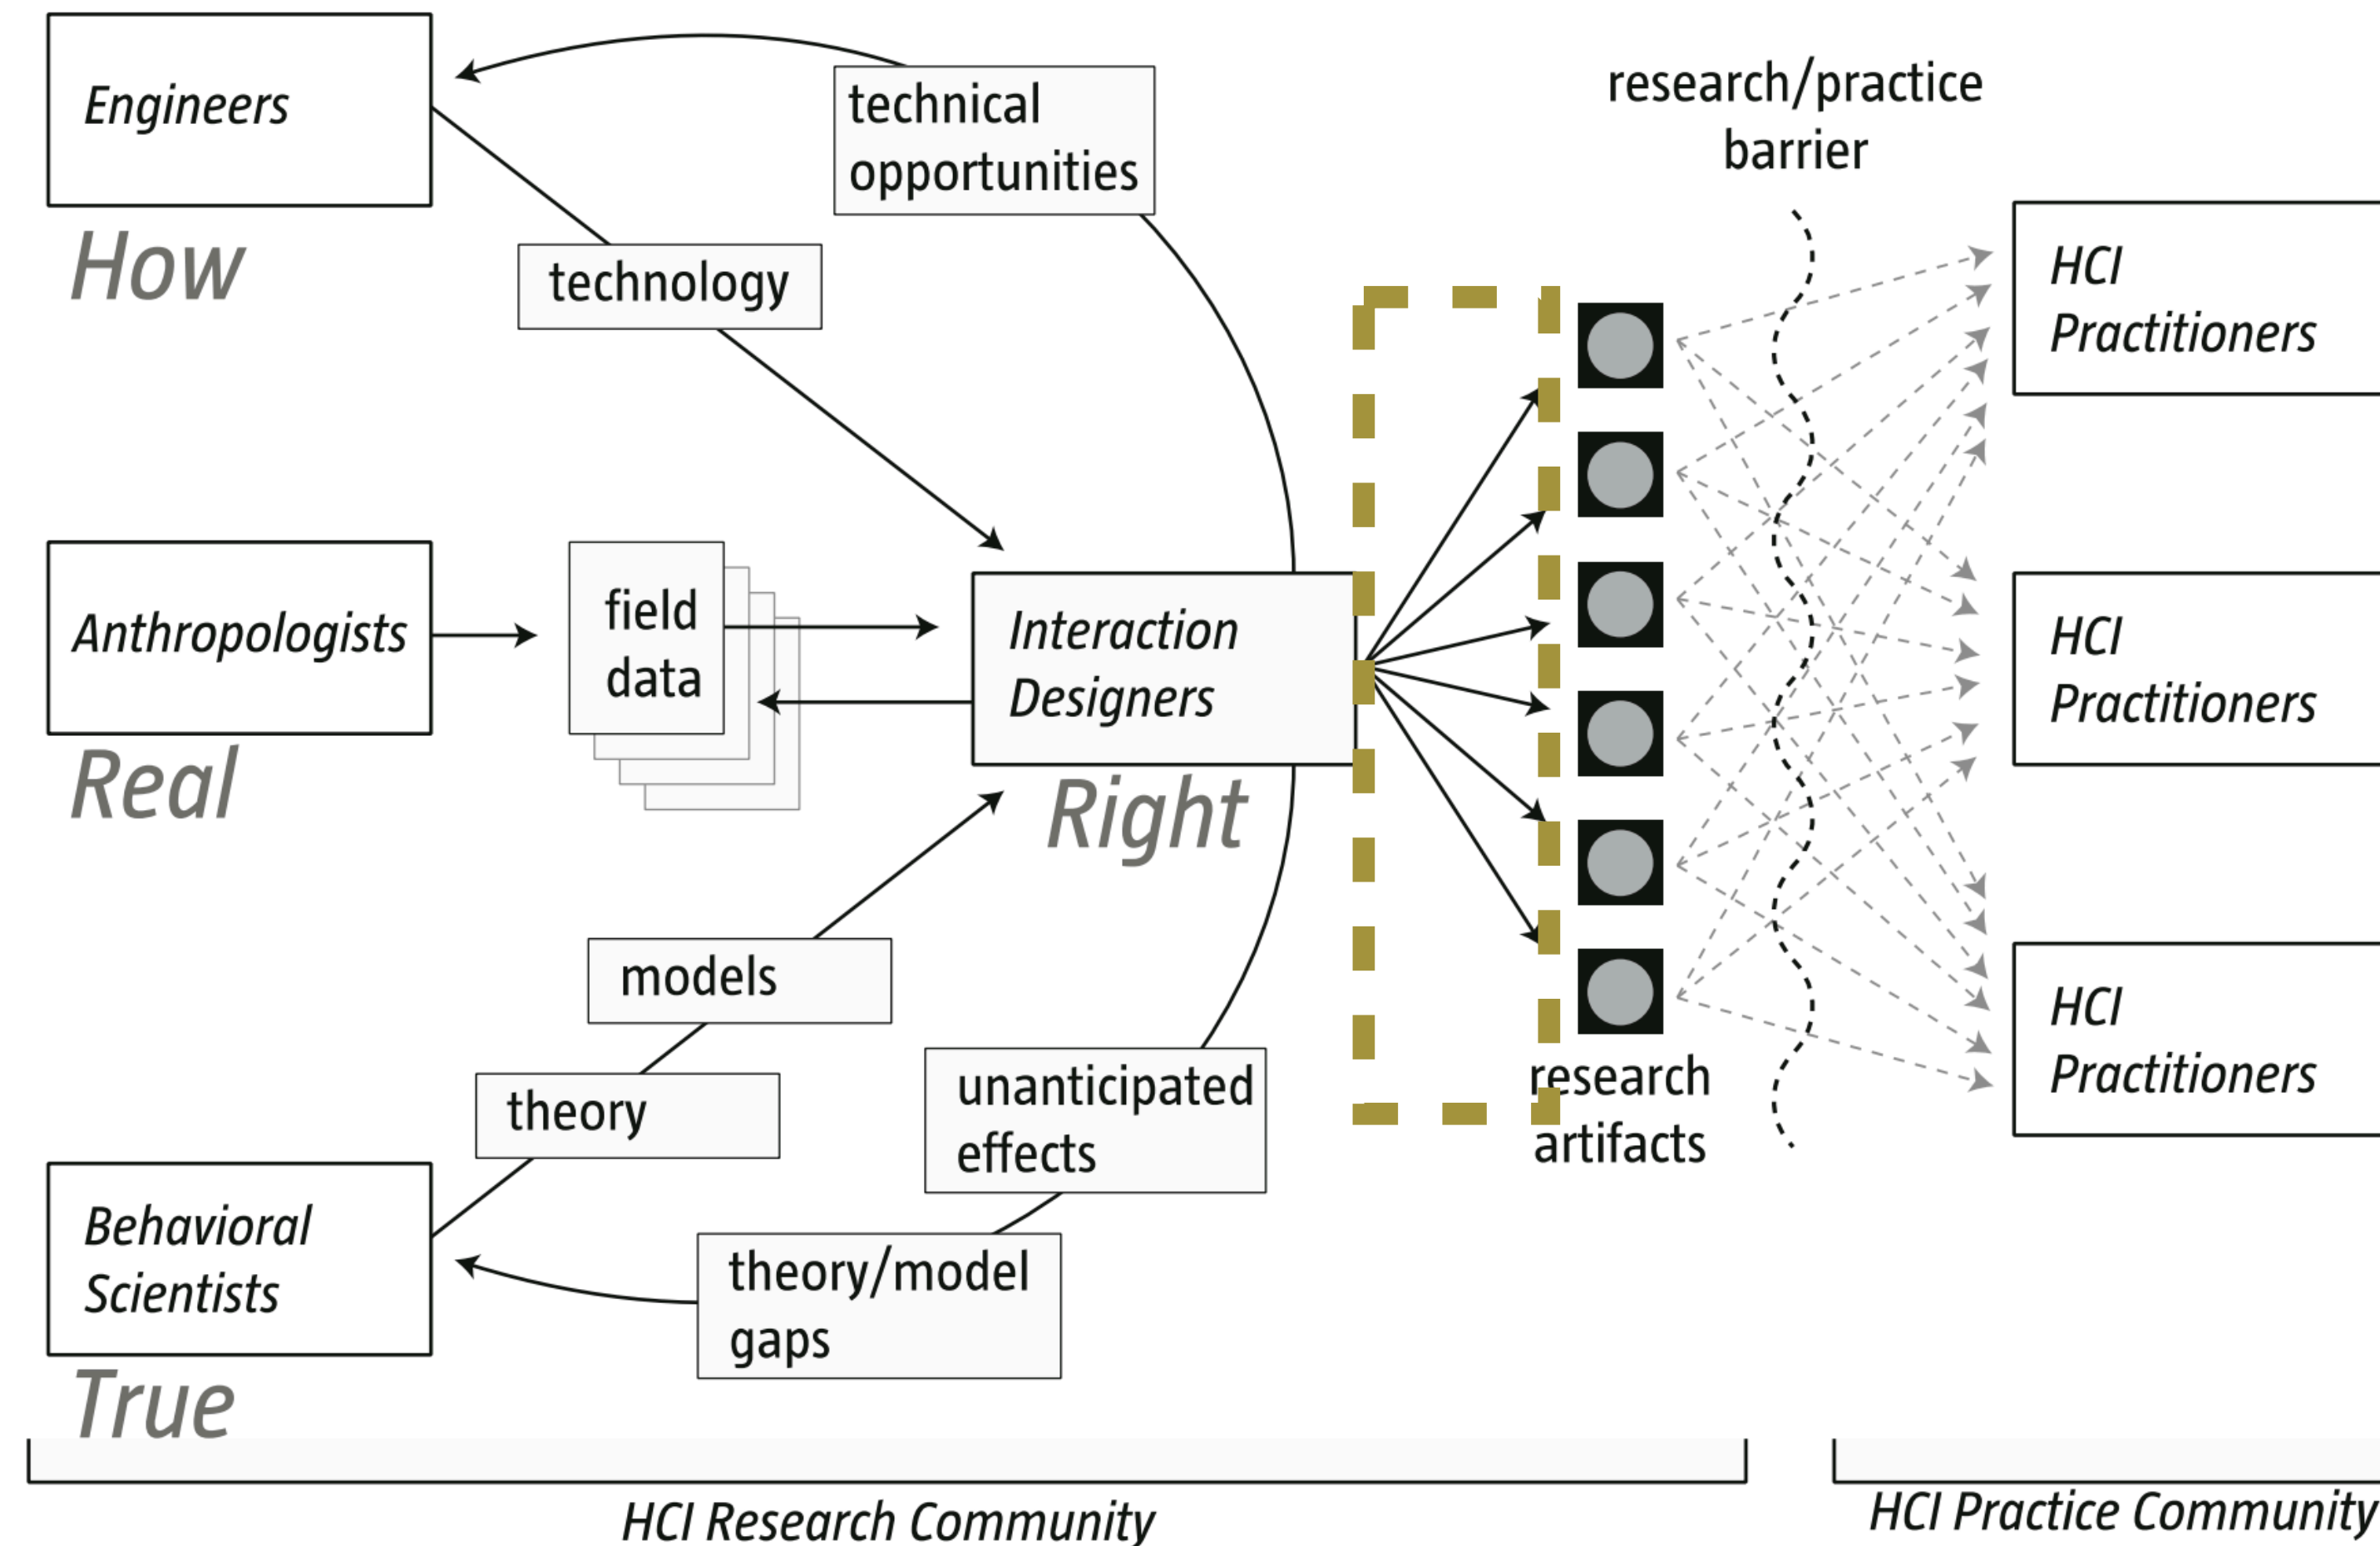 Engineers
How
technical
opportunities
technology
research/practice
barrier
HCI
Practitioners
Anthropologists
Real
field
data
Interaction
Designers
Right
HCI
Practitioners
models
theory
unanticipated
effects
research
artifacts
HCI
Practitioners
Behavioral
Scientists
True
theory/model
gaps
HCI Research Community
HCI Practice Community